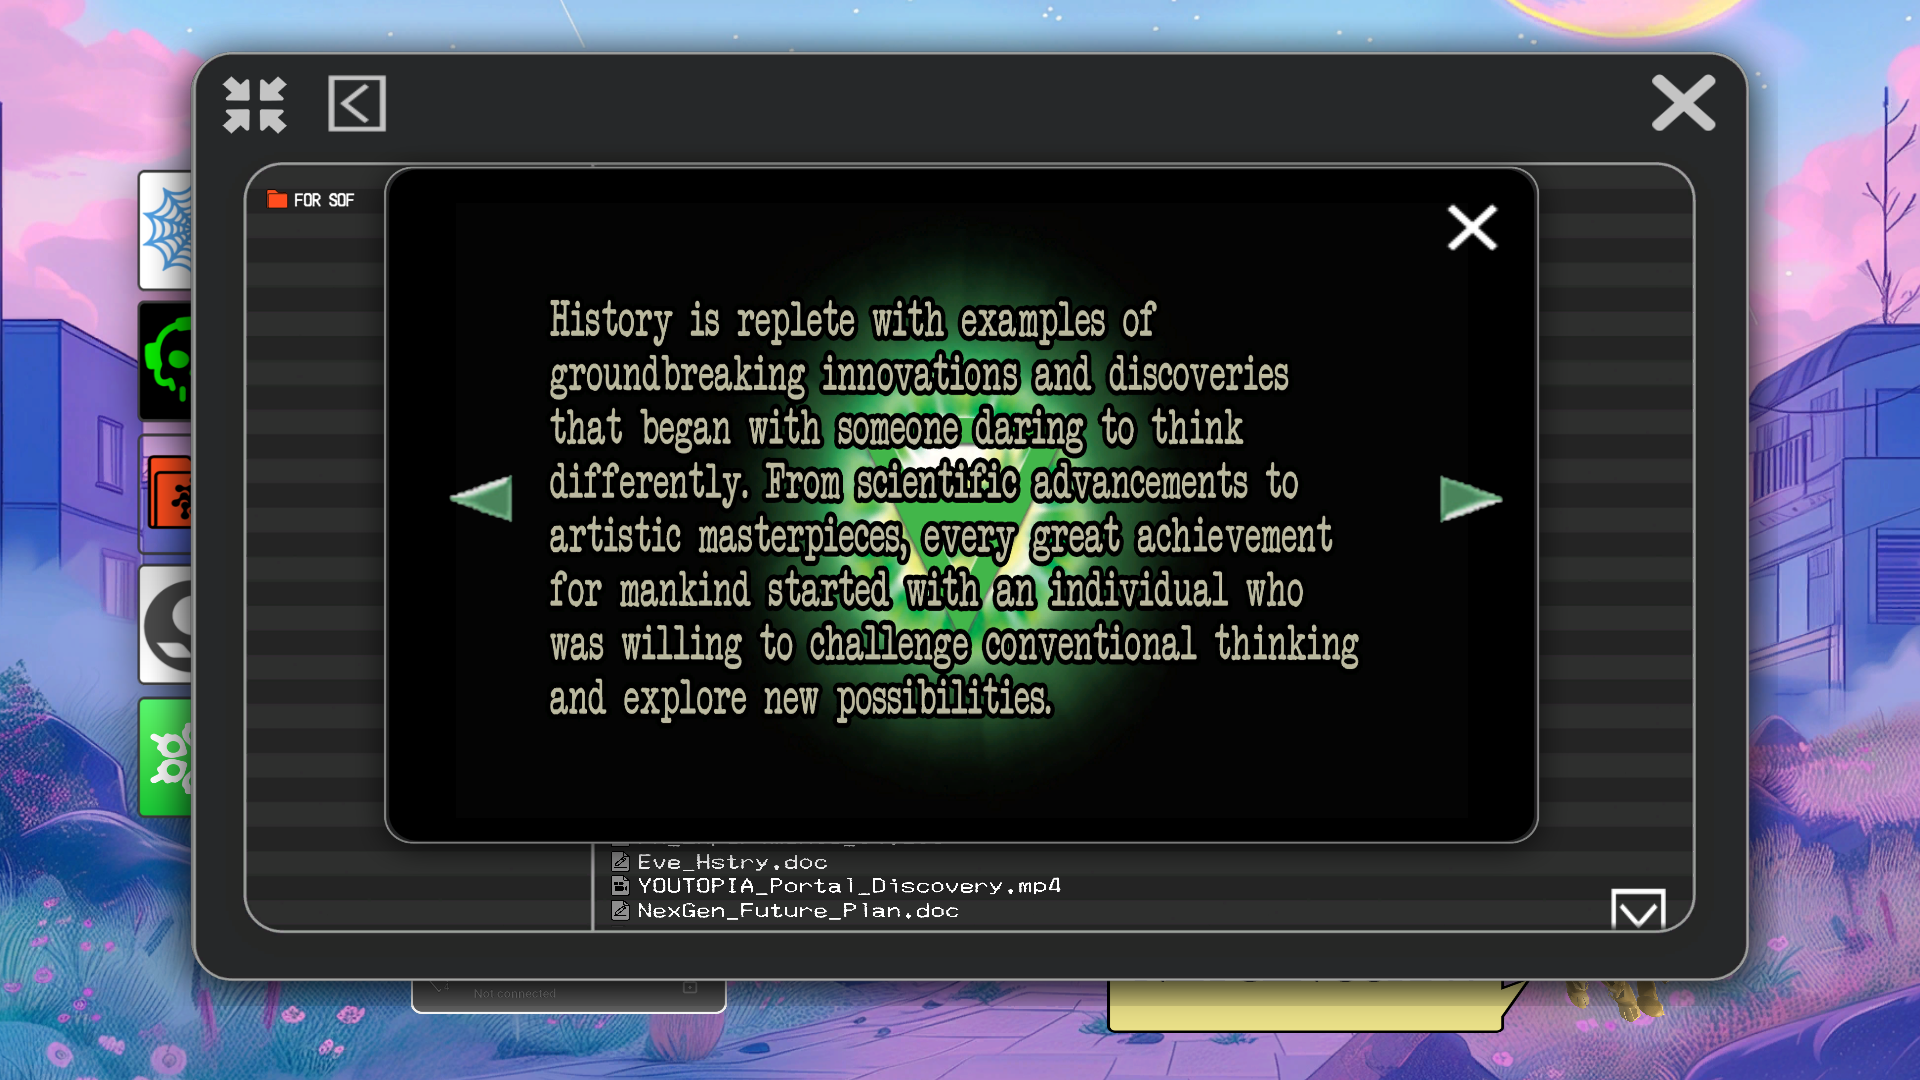 FOR SOF
History is replete with examples of
groundbreaking innovations and discoveries
that began with someone daring to think
differently. From scientific advancements to
artistic masterpieces, every great achievement
for mankind started with an individual who
was willing to challenge conventional thinking
and explore new possibilities.
Eve_Hstry.doc
YOUTOPIA_Portal_Discovery.mp4
NexGen_Future_Plan.doc
Not connected